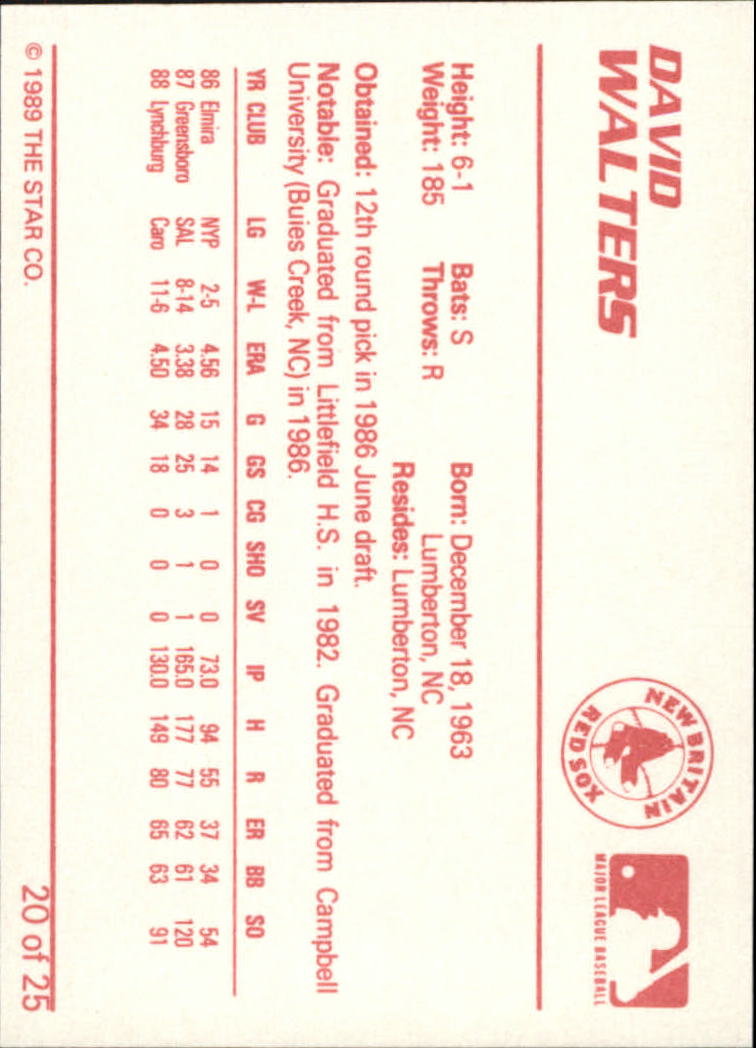 DAVID
WALTERS
NEW BRITAIN
RED SOX
MAJOR LEAGUE BASEBALL
Height: 6-1 Bats: S Born: December 18, 1963
Weight: 185 Throws: R Lumberton, NC
Resides: Lumberton, NC
Obtained: 12th round pick in 1986 June draft.
Notable: Graduated from Littlefield H.S. in 1982. Graduated from Campbell
University (Buies Creek, NC) in 1986.
YR CLUB LG W-L ERA G GS CG SHO SV IP H R ER BB SO
86 Elmira NYP 2-5 4.56 15 14 1 0 0 73.0 94 55 37 34 54
87 Greensboro SAL 8-14 3.38 28 25 3 1 1 165.0 177 77 62 61 120
88 Lynchburg Caro 11-6 4.50 34 18 0 0 0 130.0 149 80 65 63 91
© 1989 THE STAR CO. 20 of 25